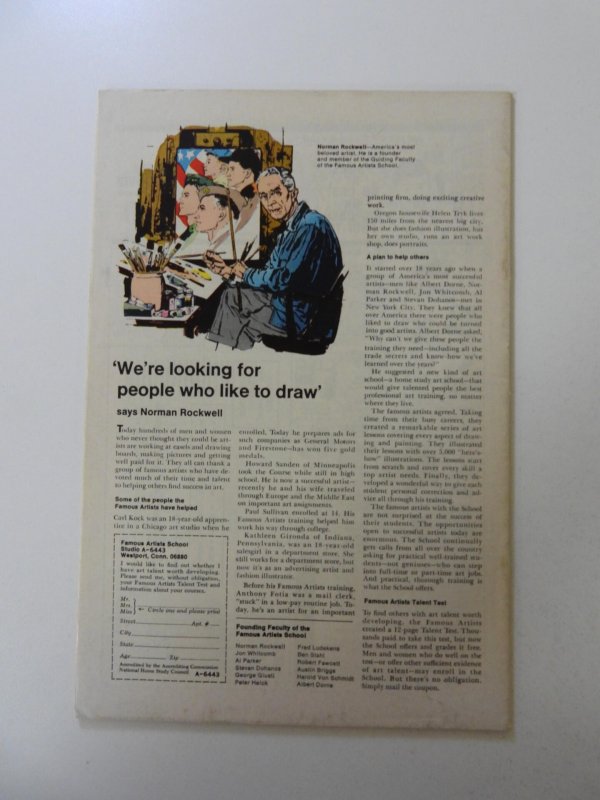 Norman Rockwell—America's most
beloved artist. He is a founder
and member of the Guiding Faculty
of the Famous Artists School.
'We're looking for
people who like to draw'
says Norman Rockwell
Today hundreds of men and women
who never thought they could be art-
ists are working at easels and drawing
boards, making pictures and getting
well paid for it. They all can thank a
group of famous artists who have de-
voted much of their time and talent
to helping others find success in art.
Some of the people the
Famous Artists have helped
Carl Kock was an 18-year-old appren-
tice in a Chicago art studio when he
Famous Artists School
Studio A-6443
Westport, Conn. 06880
I would like to find out whether I
have art talent worth developing.
Please send me, without obligation,
your Famous Artists Talent Test and
information about your courses.
Mr.
Mrs.
Miss
Circle one and please print
Street
Apt. #
City
State
Age
Zip
Accredited by the Accrediting Commission
National Home Study Council.
A-6443
enrolled. Today he prepares ads for
such companies as General Motors
and Firestone—has won five gold
medals.
Howard Sanden of Minneapolis
took the Course while still in high
school. He is now a successful artist—
recently he and his wife traveled
through Europe and the Middle East
on important art assignments.
Paul Sullivan enrolled at 14. His
Famous Artists training helped him
work his way through college.
Kathleen Gironda of Indiana,
Pennsylvania, was an 18-year-old
salesgirl in a department store. She
still works for a department store, but
now it's as an advertising artist and
fashion illustrator.
Before his Famous Artists training,
Anthony Fotia was a mail clerk,
"stuck" in a low pay routine job. To-
day, he's an artist for an important
Founding Faculty of the
Famous Artists School
Norman Rockwell
Jon Whitcomb
Al Parker
Stevan Dohanos
George Giusti
Peter Helck
Fred Ludekens
Ben Stahl
Robert Fawcett
Austin Briggs
Harold Von Schmidt
Albert Dorne
printing firm, doing exciting creative
work.
Oregon housewife Helen Tryk lives
150 miles from the nearest big city.
But she does fashion illustration, has
her own studio, runs an art work
shop, does portraits.
A plan to help others
It started over 18 years ago when a
group of America's most successful
artists—men like Albert Dorne, Nor-
man Rockwell, Jon Whitcomb, Al
Parker and Stevan Dohanos—met in
New York City. They knew that all
over America there were people who
liked to draw who could be turned
into good artists. Albert Dorne asked,
"Why can't we give these people the
training they need—including all the
trade secrets and know-how we've
learned over the years?"
He suggested a new kind of art
school—a home study art school—that
would give talented people the best
professional art training, no matter
where they live.
The famous artists agreed. Taking
time from their busy careers, they
created a remarkable series of art
lessons covering every aspect of draw-
ing and painting. They illustrated
their lessons with over 5,000 "here's-
how" illustrations. The lessons start
from scratch and cover every skill a
top artist needs. Finally, they de-
veloped a wonderful way to give each
student personal correction and ad-
vice all through his training.
The famous artists with the School
are not surprised at the success of
their students. The opportunities
open to successful artists today are
enormous. The School continually
gets calls from all over the country
asking for practical well-trained stu-
dents—not geniuses—who can step
into full-time or part-time art jobs.
And practical, thorough training is
what the School offers.
Famous Artists Talent Test
To find others with art talent worth
developing, the Famous Artists
created a 12-page Talent Test. Thou-
sands paid to take this test, but now
the School offers and grades it free.
Men and women who do well on the
test—or offer other sufficient evidence
of art talent—may enroll in the
School. But there's no obligation.
Simply mail the coupon.